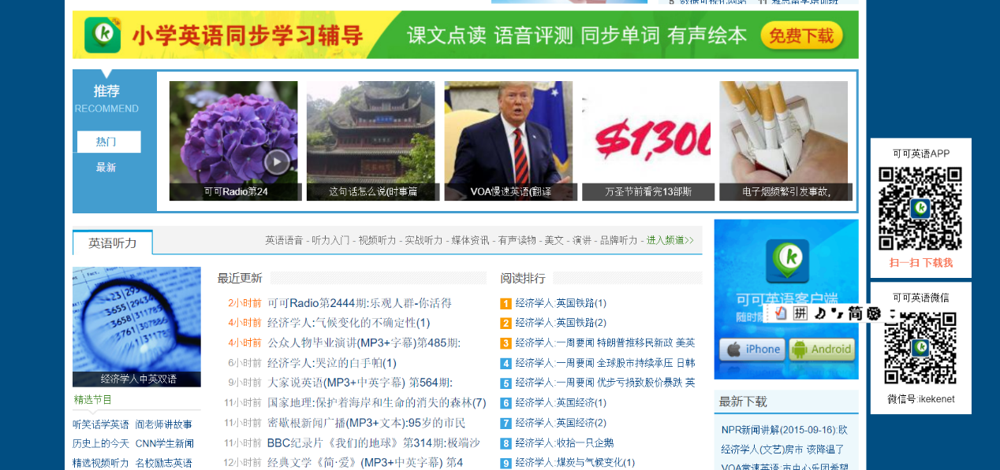 5 数据可视化网站 11 雅思留学培训班
小学英语同步学习辅导 课文点读 语音评测 同步单词 有声绘本 免费下载
推荐
RECOMMEND
热门
最新
可可Radio第24
这句话怎么说(时事篇
VOA慢速英语(翻译
$1,300
万圣节前看完13部斯
电子烟频繁引发事故,
可可英语APP
扫一扫 下载我
可可英语微信
微信号:ikekenet
英语听力
英语语音 - 听力入门 - 视频听力 - 实战听力 - 媒体资讯 - 有声读物 - 美文 - 演讲 - 品牌听力 - 进入频道>>
经济学人中英双语
精选节目
听笑话学英语 阎老师讲故事
历史上的今天 CNN学生新闻
精选视频听力 名校励志英语
最近更新
2小时前 可可Radio第2444期:乐观人群-你活得
4小时前 经济学人:气候变化的不确定性(1)
4小时前 公众人物毕业演讲(MP3+字幕)第485期:
6小时前 经济学人:哭泣的白手帕(1)
9小时前 大家说英语(MP3+中英字幕) 第564期:
11小时前 国家地理:保护着海岸和生命的消失的森林(7)
11小时前 密歇根新闻广播(MP3+文本):95岁的市民
11小时前 BBC纪录片《我们的地球》第314期:极端沙
12小时前 经典文学《简·爱》(MP3+中英字幕) 第4
阅读排行
1 经济学人:英国铁路(1)
2 经济学人:英国铁路(2)
3 经济学人:一周要闻 特朗普推移民新政 美英
4 经济学人:一周要闻 全球股市持续承压 日韩
5 经济学人:一周要闻 优步亏损致股价暴跌 英
6 经济学人:英国经济(1)
7 经济学人:英国经济(2)
8 经济学人:收拾一只企鹅
9 经济学人:煤炭与气候变化(1)
可可英语客户端
随时随
拼 简
iPhone
Android
最新下载
NPR新闻讲解(2015-09-16):欧
经济学人(文艺)房市 该降温了
VOA常速英语:市中心乐团希望